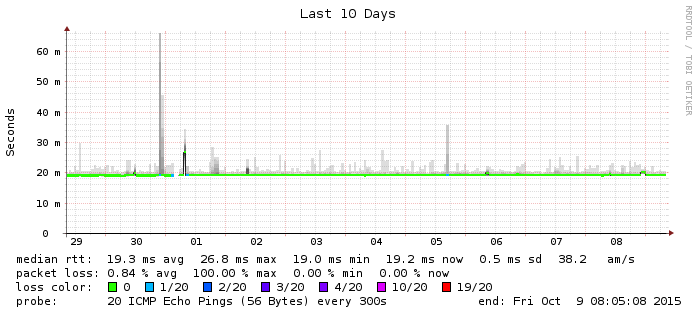 Last 10 Days
RRDTOOL / TOBI OETIKER
Seconds
60 m
50 m
40 m
30 m
20 m
10 m
0
29 30 01 02 03 04 05 06 07 08
median rtt: 19.3 ms avg 26.8 ms max 19.0 ms min 19.2 ms now 0.5 ms sd 38.2 am/s
packet loss: 0.84 % avg 100.00 % max 0.00 % min 0.00 % now
loss color: 0 1/20 2/20 3/20 4/20 10/20 19/20
probe: 20 ICMP Echo Pings (56 Bytes) every 300s end: Fri Oct 9 08:05:08 2015